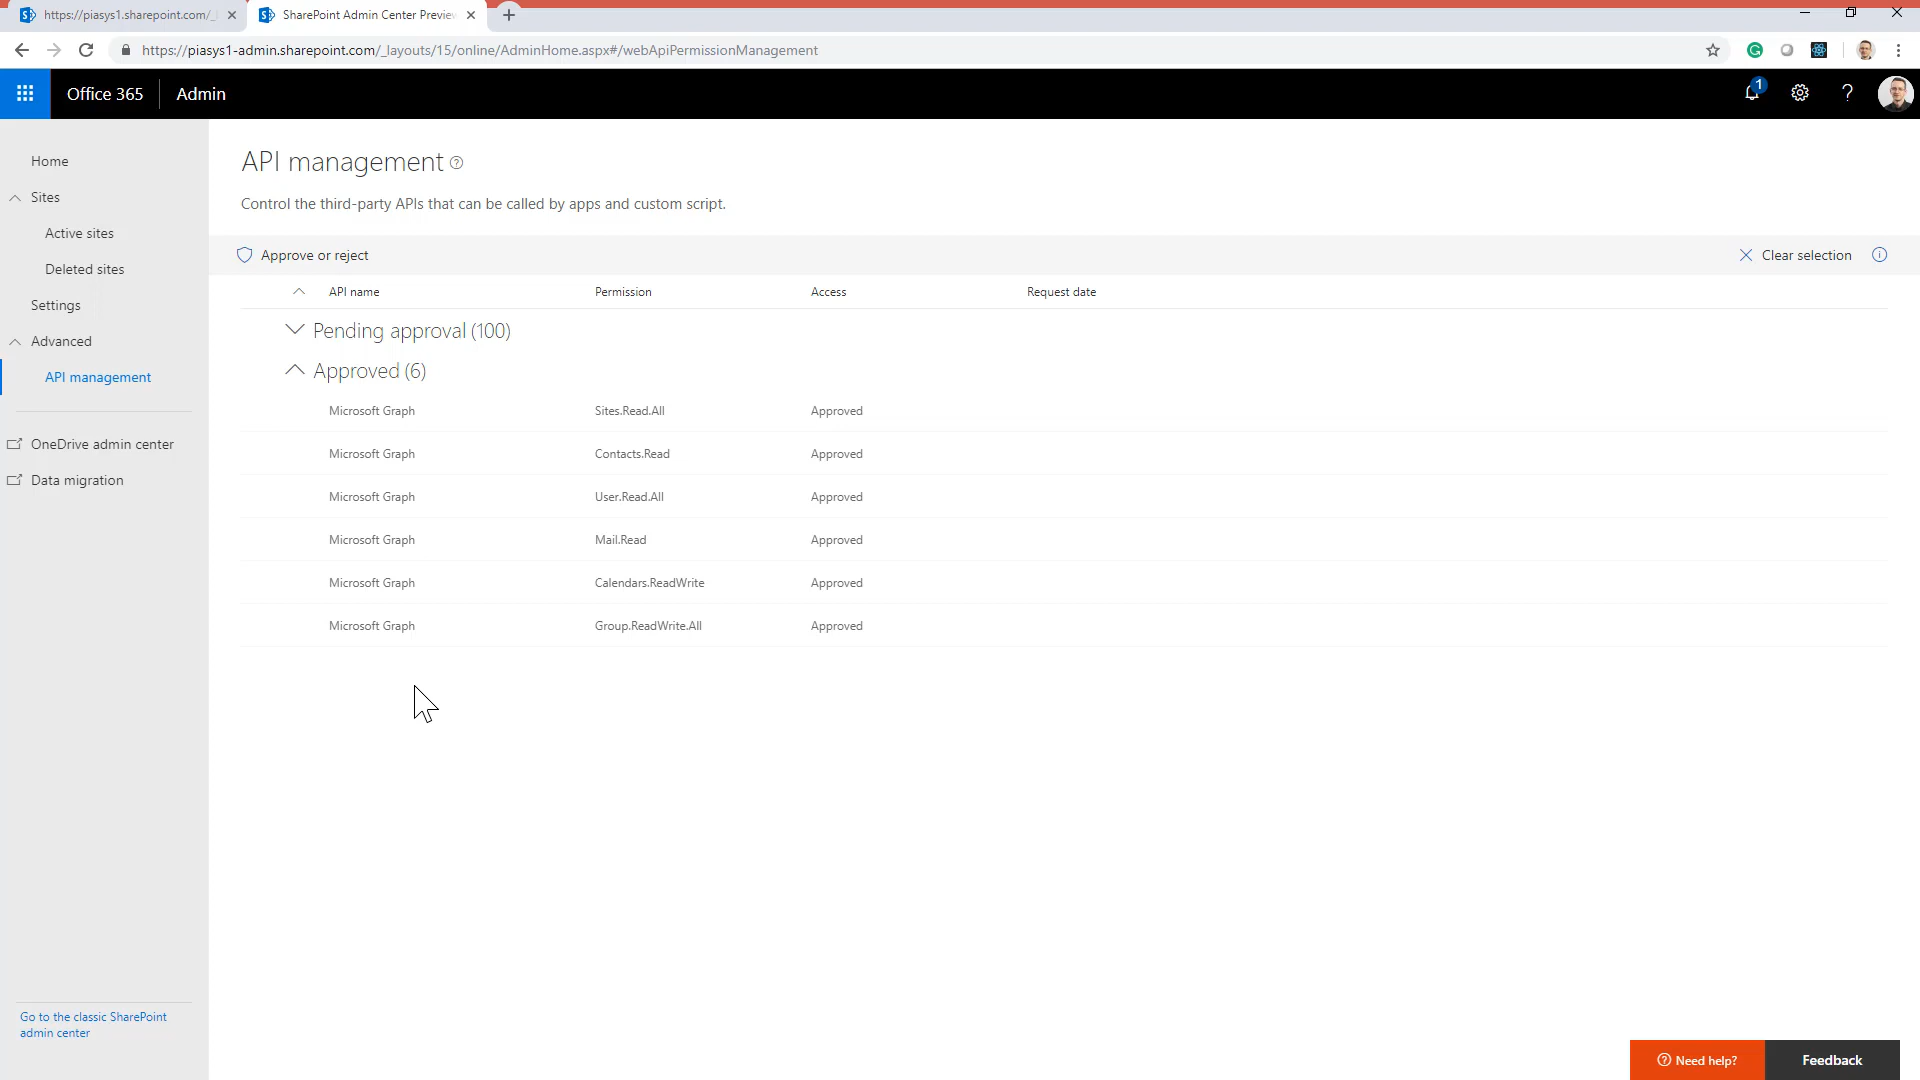 https://piasys1.sharepoint.com/_
SharePoint Admin Center Preview
https://piasys1-admin.sharepoint.com/_layouts/15/online/AdminHome.aspx#/webApiPermissionManagement
Office 365
Admin
1
Home
Sites
Active sites
Deleted sites
Settings
Advanced
API management
OneDrive admin center
Data migration
Go to the classic SharePoint
admin center
API management
Control the third-party APIs that can be called by apps and custom script.
Approve or reject
Clear selection
API name Permission Access Request date
Pending approval (100)
Approved (6)
Microsoft Graph Sites.Read.All Approved
Microsoft Graph Contacts.Read Approved
Microsoft Graph User.Read.All Approved
Microsoft Graph Mail.Read Approved
Microsoft Graph Calendars.ReadWrite Approved
Microsoft Graph Group.ReadWrite.All Approved
Need help?
Feedback